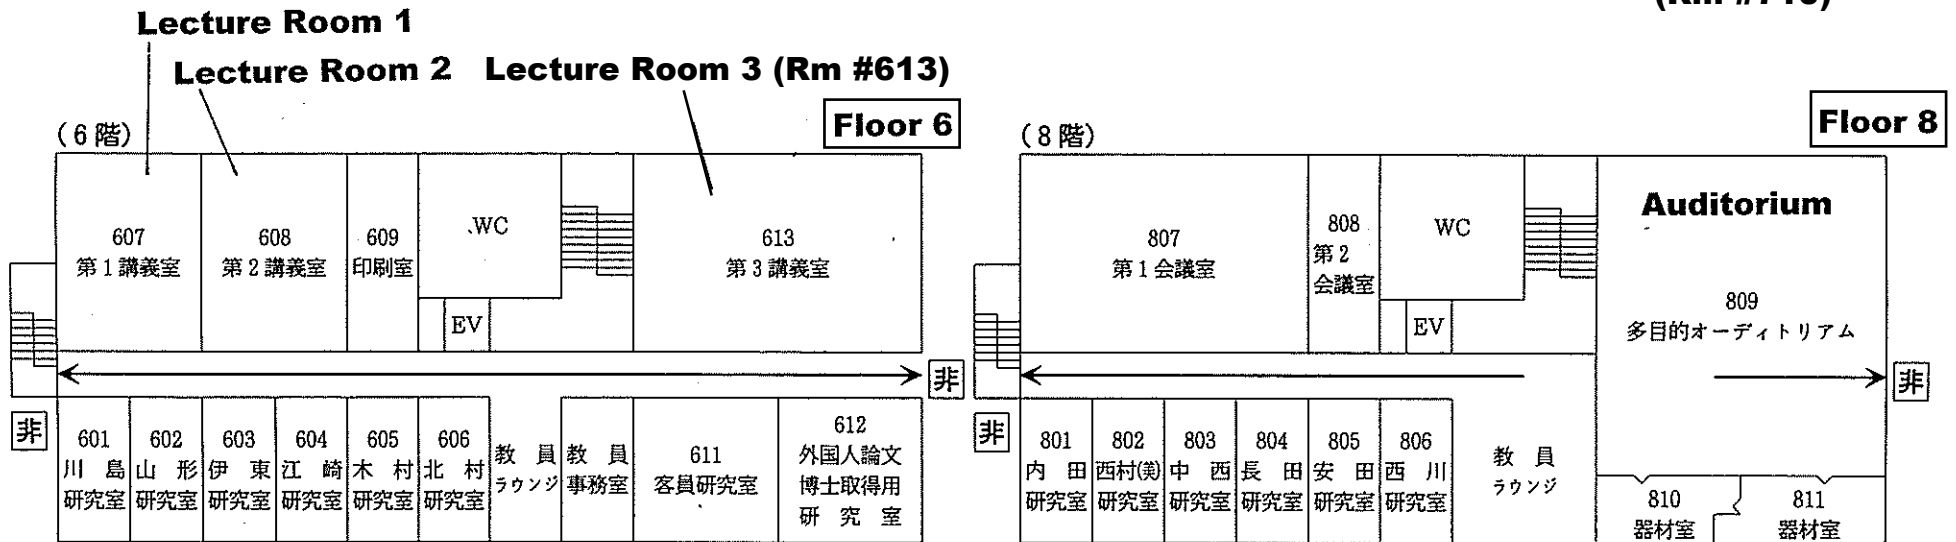 Lecture Room 1
Lecture Room 2
Lecture Room 3 (Rm #613)
Floor 6
(6階)
607
第1講義室
608
第2講義室
609
印刷室
WC
EV
613
第3講義室
非
非
601
川島
研究室
602
山形
研究室
603
伊東
研究室
604
江崎
研究室
605
木村
研究室
606
北村
研究室
教員
ラウンジ
教員
事務室
611
客員研究室
612
外国人論文
博士取得用
研究室
Floor 8
(8階)
807
第1会議室
808
第2
会議室
WC
EV
Auditorium
809
多目的オーディトリアム
非
非
801
内田
研究室
802
西村(美)
研究室
803
中西
研究室
804
長田
研究室
805
安田
研究室
806
西川
研究室
教員
ラウンジ
810
器材室
811
器材室